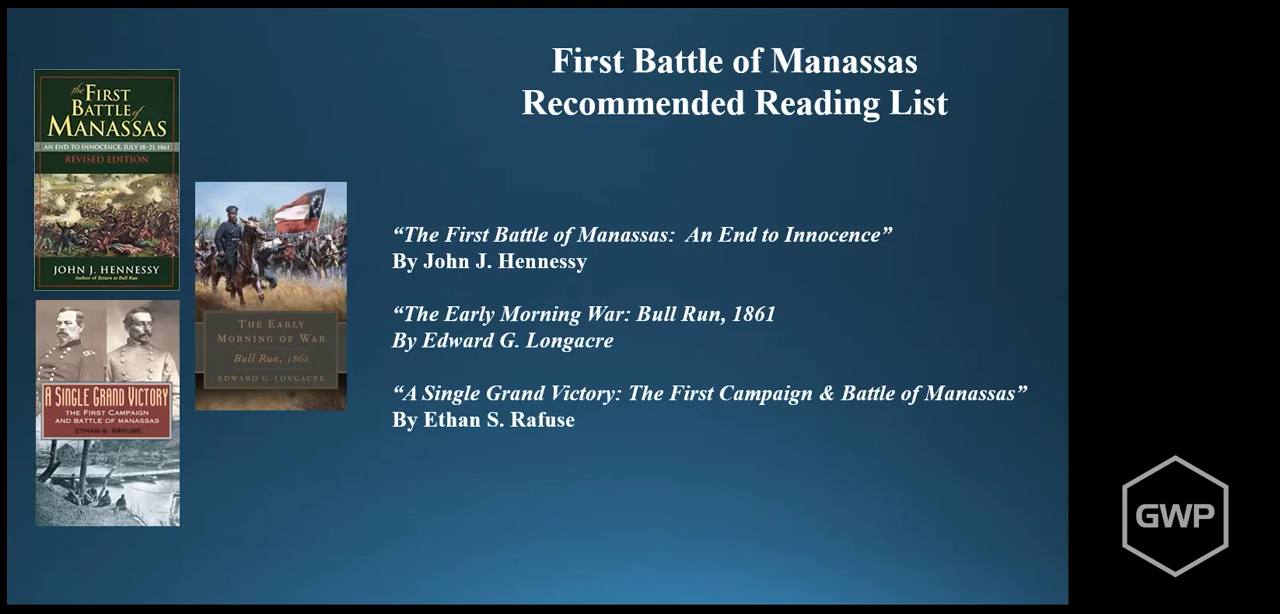 First Battle of Manassas
Recommended Reading List
the FIRST
BATTLE of
MANASSAS
AN END TO INNOCENCE, JULY 18-21, 1861
REVISED EDITION
JOHN J. HENNESSY
Author of Return to Bull Run
THE EARLY
MORNING OF WAR
Bull Run, 1861
EDWARD G. LONGACRE
A SINGLE GRAND VICTORY
THE FIRST CAMPAIGN
AND BATTLE OF MANASSAS
ETHAN S. RAFUSE
“The First Battle of Manassas:  An End to Innocence”
By John J. Hennessy
“The Early Morning War: Bull Run, 1861
By Edward G. Longacre
“A Single Grand Victory: The First Campaign & Battle of Manassas”
By Ethan S. Rafuse
GWP